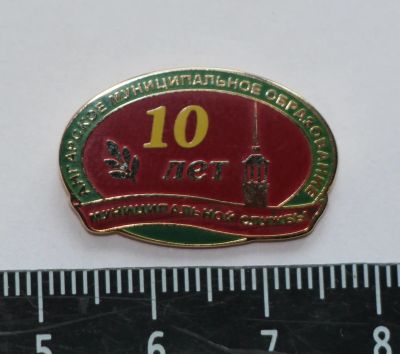 АНГАРСКОЕ МУНИЦИПАЛЬНОЕ ОБРАЗОВАНИЕ
10
лет
МУНИЦИПАЛЬНОЙ СЛУЖБЫ
5 6 7 8